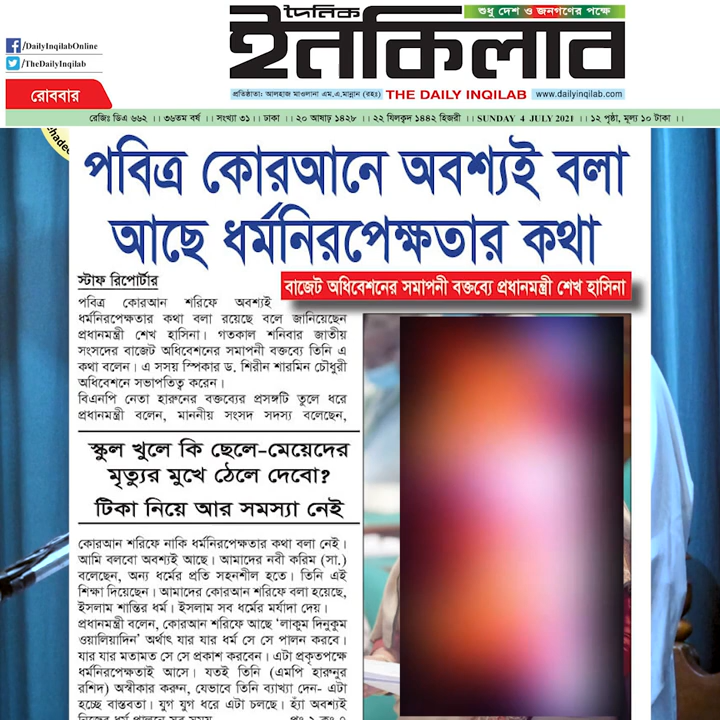 দৈনিক
শুধু দেশ ও জনগণের পক্ষে
ইনকিলাব
/DailyInqilabOnline
/TheDailyInqilab
রোববার
প্রতিষ্ঠাতা: আলহাজ মাওলানা এম.এ.মান্নান (রহঃ) THE DAILY INQILAB www.dailyinqilab.com
রেজিঃ ডিএ ৬৬২ ।। ৩৬তম বর্ষ ।। সংখ্যা ৩১।। ঢাকা ।। ২০ আষাঢ় ১৪২৮ ।। ২২ যিলক্বদ ১৪৪২ হিজরী ।। SUNDAY 4 JULY 2021 ।। ১২ পৃষ্ঠা, মূল্য ১০ টাকা ।।
পবিত্র কোরআনে অবশ্যই বলা
আছে ধর্মনিরপেক্ষতার কথা
স্টাফ রিপোর্টার
বাজেট অধিবেশনের সমাপনী বক্তব্যে প্রধানমন্ত্রী শেখ হাসিনা
পবিত্র কোরআন শরিফে অবশ্যই
ধর্মনিরপেক্ষতার কথা বলা রয়েছে বলে জানিয়েছেন
প্রধানমন্ত্রী শেখ হাসিনা। গতকাল শনিবার জাতীয়
সংসদের বাজেট অধিবেশনের সমাপনী বক্তব্যে তিনি এ
কথা বলেন। এ সসয় স্পিকার ড. শিরীন শারমিন চৌধুরী
অধিবেশনে সভাপতিত্ব করেন।
বিএনপি নেতা হারুনের বক্তব্যের প্রসঙ্গটি তুলে ধরে
প্রধানমন্ত্রী বলেন, মাননীয় সংসদ সদস্য বলেছেন,
স্কুল খুলে কি ছেলে-মেয়েদের
মৃত্যুর মুখে ঠেলে দেবো?
টিকা নিয়ে আর সমস্যা নেই
কোরআন শরিফে নাকি ধর্মনিরপেক্ষতার কথা বলা নেই।
আমি বলবো অবশ্যই আছে। আমাদের নবী করিম (সা.)
বলেছেন, অন্য ধর্মের প্রতি সহনশীল হতে। তিনি এই
শিক্ষা দিয়েছেন। আমাদের কোরআন শরিফে বলা হয়েছে,
ইসলাম শান্তির ধর্ম। ইসলাম সব ধর্মের মর্যাদা দেয়।
প্রধানমন্ত্রী বলেন, কোরআন শরিফে আছে ‘লাকুম দিনুকুম
ওয়ালিয়াদিন’ অর্থাৎ যার যার ধর্ম সে সে পালন করবে।
যার যার মতামত সে সে প্রকাশ করবেন। এটা প্রকৃতপক্ষে
ধর্মনিরপেক্ষতাই আসে। যতই তিনি (এমপি হারুনুর
রশিদ) অস্বীকার করুন, যেভাবে তিনি ব্যাখ্যা দেন- এটা
হচ্ছে বাস্তবতা। যুগ যুগ ধরে এটা চলছে। হ্যাঁ অবশ্যই